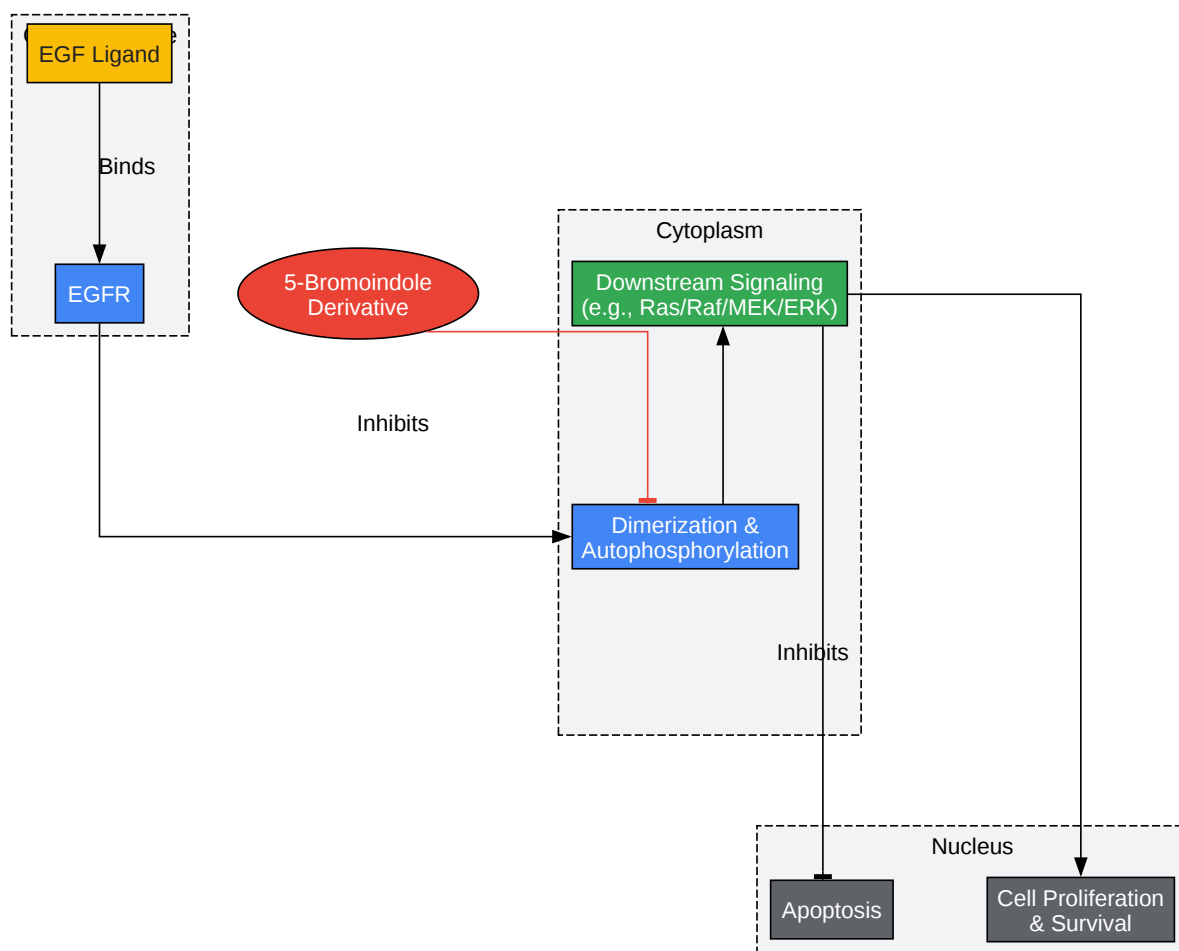 EGF Ligand
Binds
EGFR
5-Bromoindole
Derivative
Inhibits
Cytoplasm
Downstream Signaling
(e.g., Ras/Raf/MEK/ERK)
Dimerization &
Autophosphorylation
Inhibits
Nucleus
Apoptosis
Cell Proliferation
& Survival